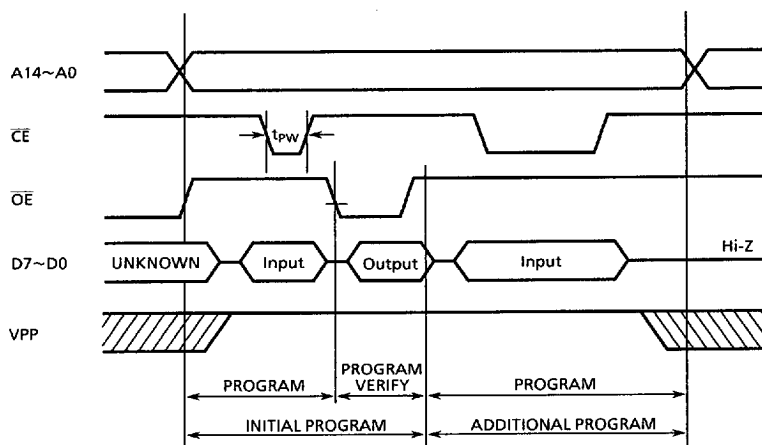 A14~A0
CE
tPW
OE
D7~D0
UNKNOWN
Input
Output
Input
Hi-Z
VPP
PROGRAM
PROGRAM
VERIFY
PROGRAM
INITIAL PROGRAM
ADDITIONAL PROGRAM